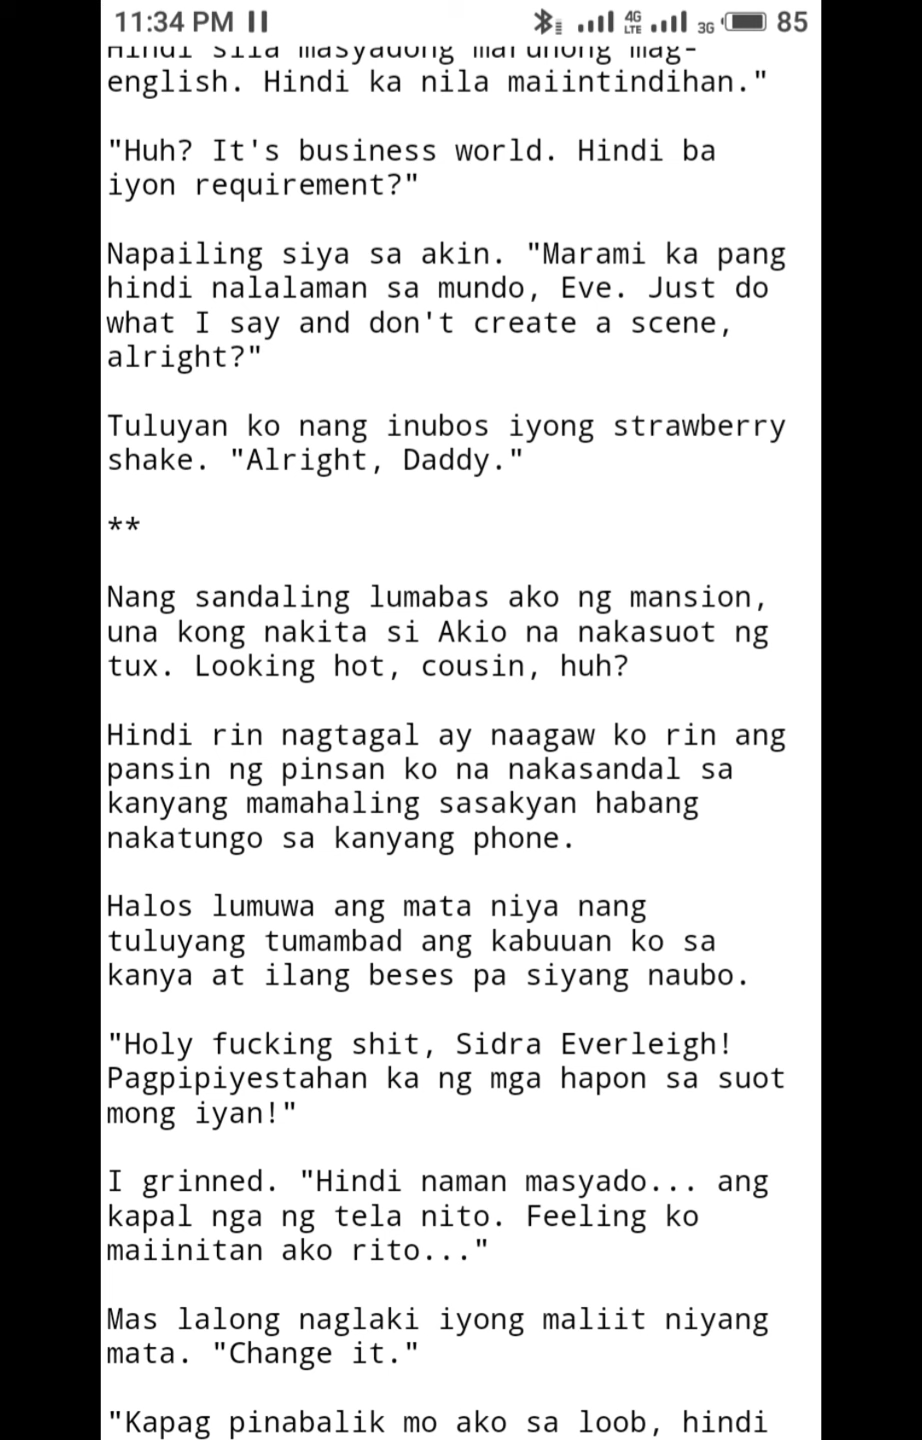 11:34 PM
4G
LTE
3G
85
Hindi sila masyadong marunong mag-
english. Hindi ka nila maiintindihan."
"Huh? It's business world. Hindi ba
iyon requirement?"
Napailing siya sa akin. "Marami ka pang
hindi nalalaman sa mundo, Eve. Just do
what I say and don't create a scene,
alright?"
Tuluyan ko nang inubos iyong strawberry
shake. "Alright, Daddy."
**
Nang sandaling lumabas ako ng mansion,
una kong nakita si Akio na nakasuot ng
tux. Looking hot, cousin, huh?
Hindi rin nagtagal ay naagaw ko rin ang
pansin ng pinsan ko na nakasandal sa
kanyang mamahaling sasakyan habang
nakatungo sa kanyang phone.
Halos lumuwa ang mata niya nang
tuluyang tumambad ang kabuuan ko sa
kanya at ilang beses pa siyang naubo.
"Holy fucking shit, Sidra Everleigh!
Pagpipiyestahan ka ng mga hapon sa suot
mong iyan!"
I grinned. "Hindi naman masyado... ang
kapal nga ng tela nito. Feeling ko
maiinitan ako rito..."
Mas lalong naglaki iyong maliit niyang
mata. "Change it."
"Kapag pinabalik mo ako sa loob, hindi